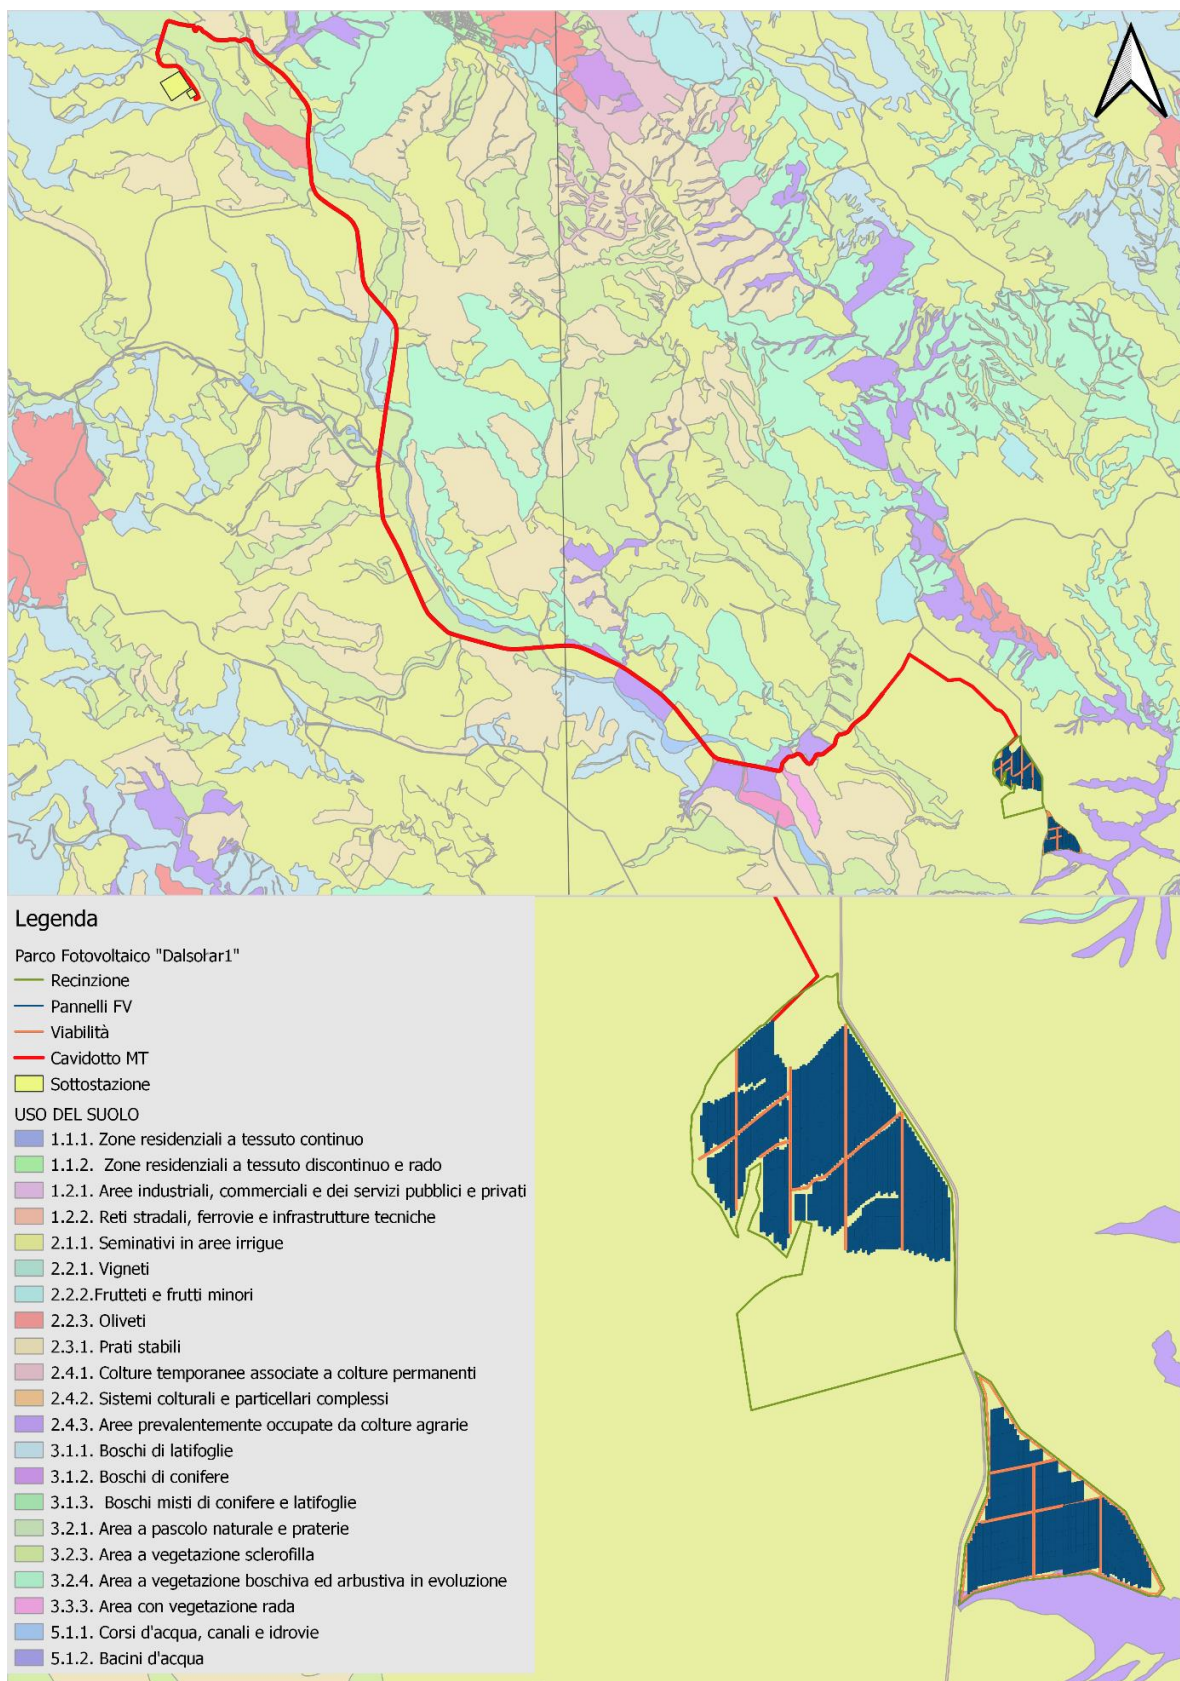 Legenda
Parco Fotovoltaico "Dalsolar1"
Recinzione
Pannelli FV
Viabilità
Cavidotto MT
Sottostazione
USO DEL SUOLO
1.1.1. Zone residenziali a tessuto continuo
1.1.2. Zone residenziali a tessuto discontinuo e rado
1.2.1. Aree industriali, commerciali e dei servizi pubblici e privati
1.2.2. Reti stradali, ferrovie e infrastrutture tecniche
2.1.1. Seminativi in aree irrigue
2.2.1. Vigneti
2.2.2.Frutteti e frutti minori
2.2.3. Oliveti
2.3.1. Prati stabili
2.4.1. Colture temporanee associate a colture permanenti
2.4.2. Sistemi colturali e particellari complessi
2.4.3. Aree prevalentemente occupate da colture agrarie
3.1.1. Boschi di latifoglie
3.1.2. Boschi di conifere
3.1.3. Boschi misti di conifere e latifoglie
3.2.1. Area a pascolo naturale e praterie
3.2.3. Area a vegetazione sclerofilla
3.2.4. Area a vegetazione boschiva ed arbustiva in evoluzione
3.3.3. Area con vegetazione rada
5.1.1. Corsi d'acqua, canali e idrovie
5.1.2. Bacini d'acqua